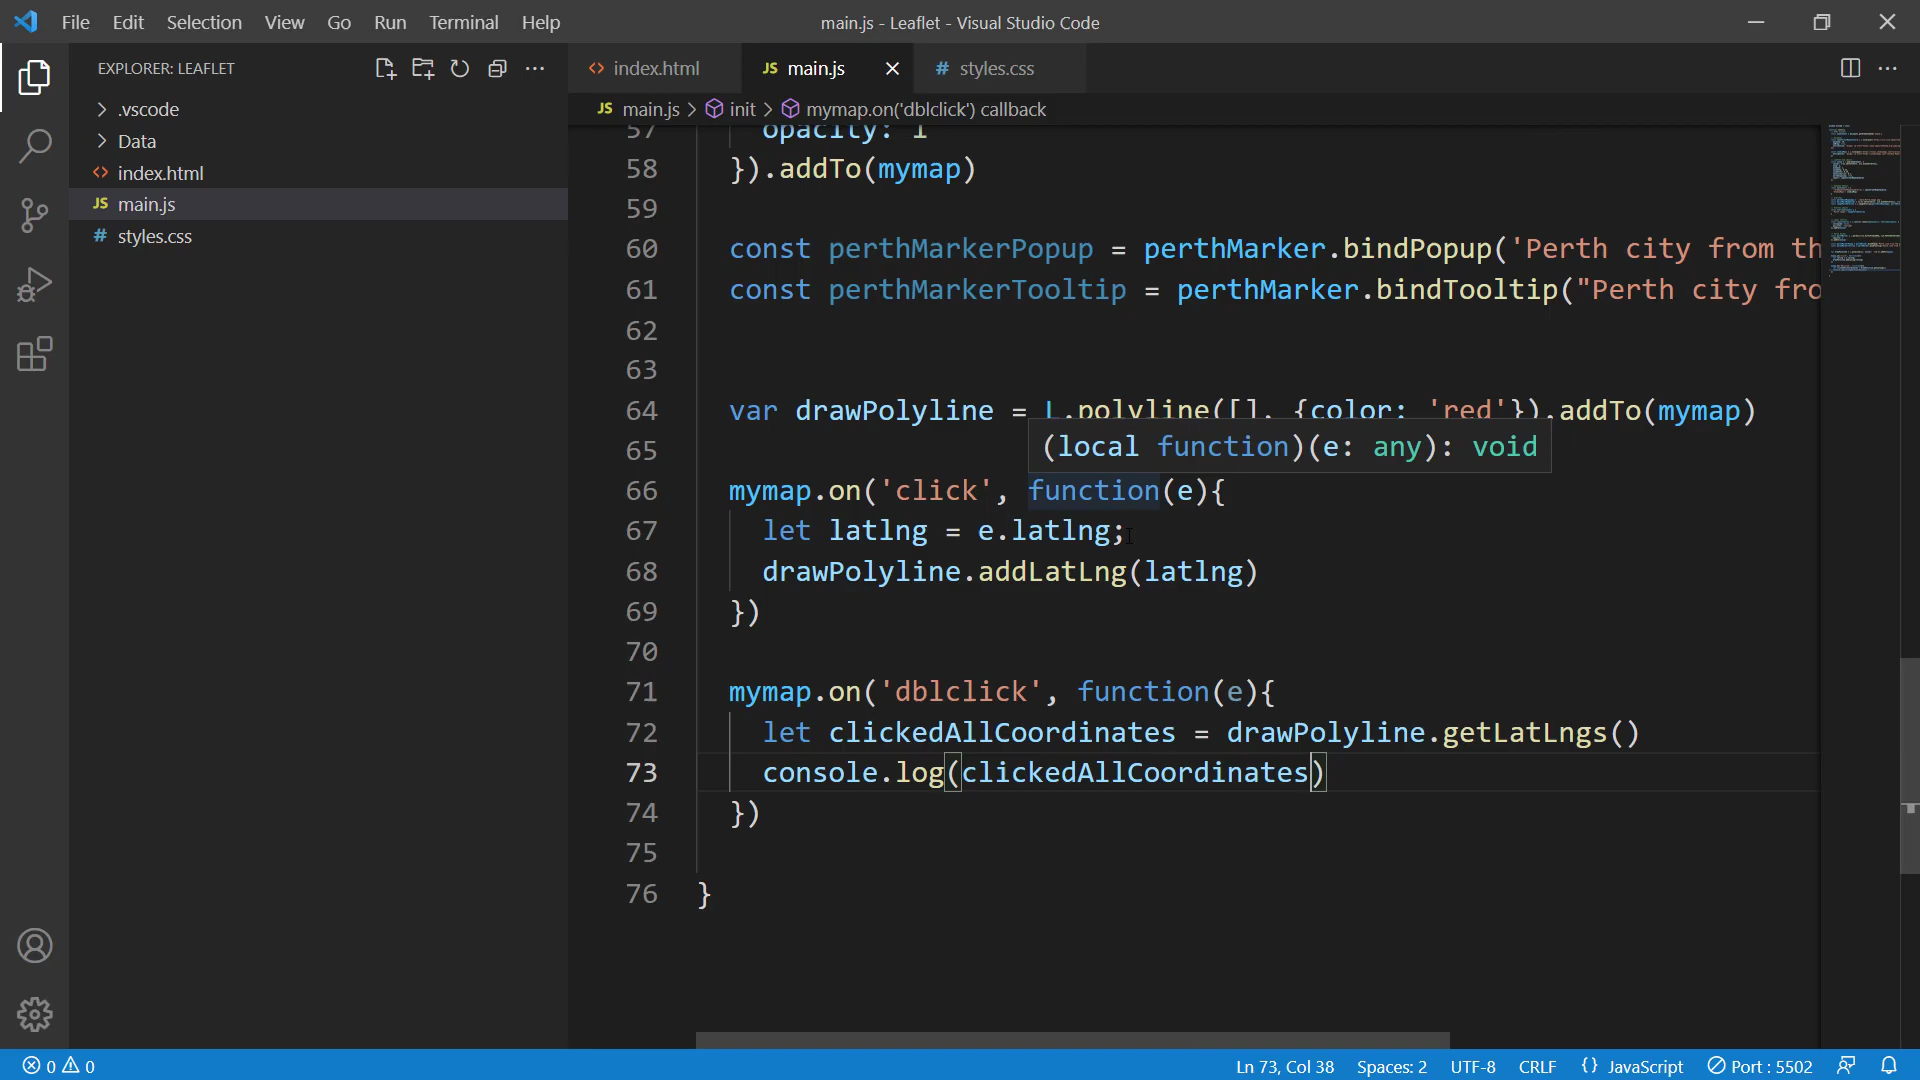 File Edit Selection View Go Run Terminal Help
main.js - Leaflet - Visual Studio Code
EXPLORER: LEAFLET
.vscode
Data
<> index.html
JS main.js
# styles.css
<> index.html
JS main.js
# styles.css
JS main.js > init > mymap.on('dblclick') callback
57 opacity: 1
58 }).addTo(mymap)
59
60 const perthMarkerPopup = perthMarker.bindPopup('Perth city from th
61 const perthMarkerTooltip = perthMarker.bindTooltip("Perth city fro
62
63
64 var drawPolyline = L.polyline([], {color: 'red'}).addTo(mymap)
(local function)(e: any): void
65
66 mymap.on('click', function(e){
67 let latlng = e.latlng;
68 drawPolyline.addLatLng(latlng)
69 })
70
71 mymap.on('dblclick', function(e){
72 let clickedAllCoordinates = drawPolyline.getLatLngs()
73 console.log(clickedAllCoordinates)
74 })
75
76 }
0 0
Ln 73, Col 38 Spaces: 2 UTF-8 CRLF {} JavaScript Port : 5502